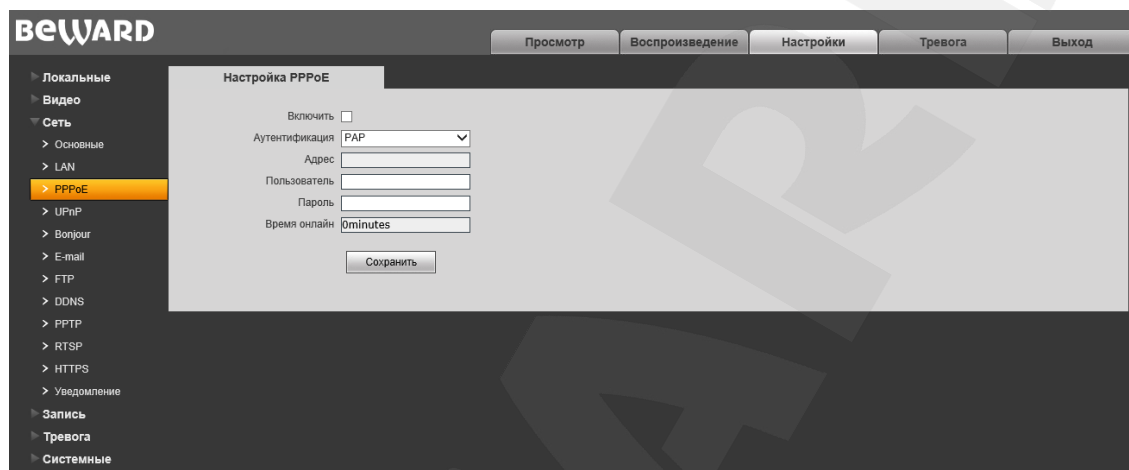 BEWARD
Просмотр Воспроизведение Настройки Тревога Выход
Локальные
Видео
Сеть
Основные
LAN
PPPoE
UPnP
Bonjour
E-mail
FTP
DDNS
PPTP
RTSP
HTTPS
Уведомление
Запись
Тревога
Системные
Настройка PPPoE
Включить
Аутентификация PAP
Адрес
Пользователь
Пароль
Время онлайн 0minutes
Сохранить